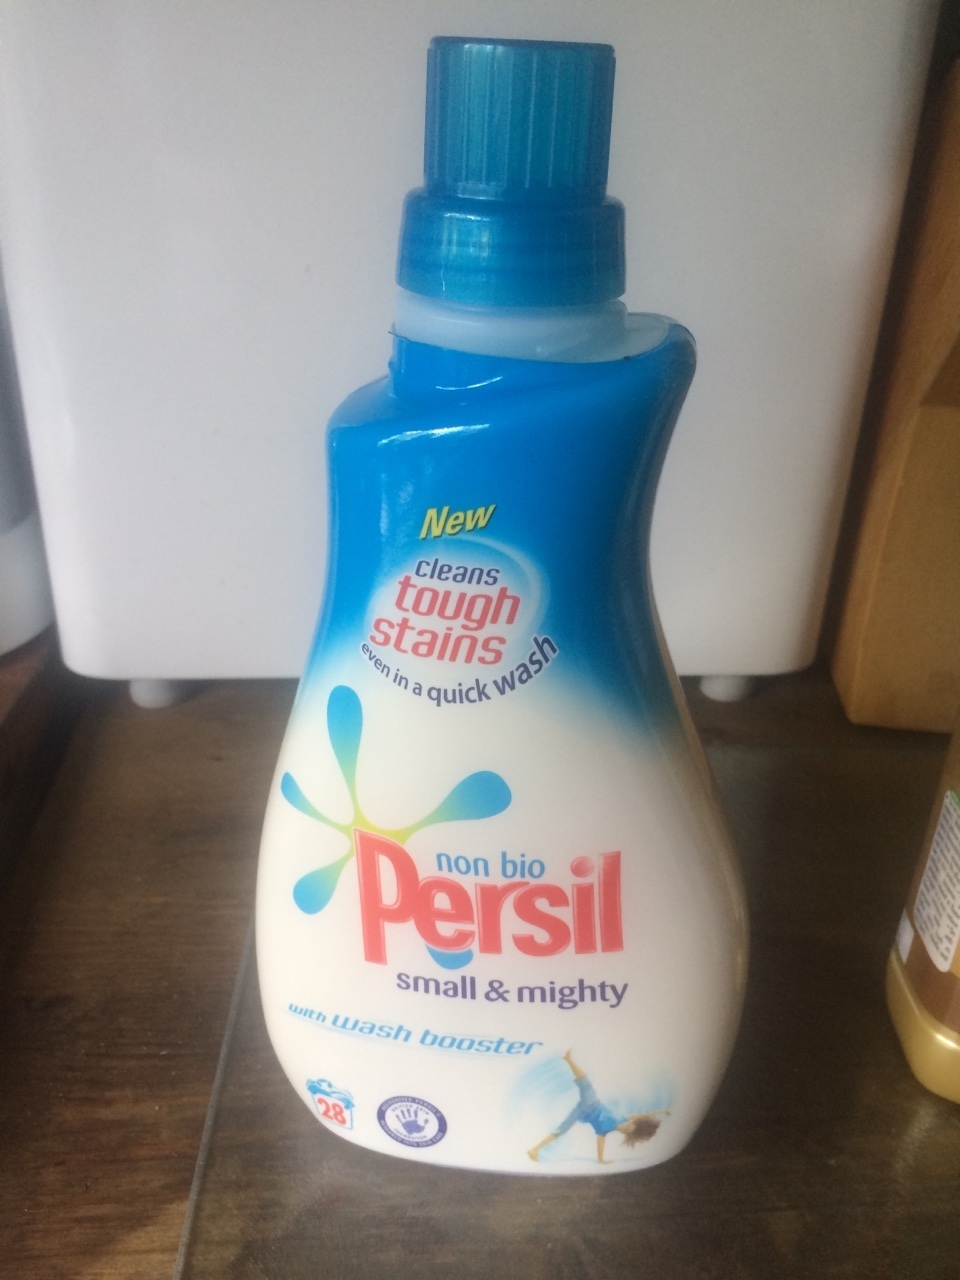 New
cleans
tough
stains
even in a quick wash
non bio
Persil
small & mighty
with wash booster
28